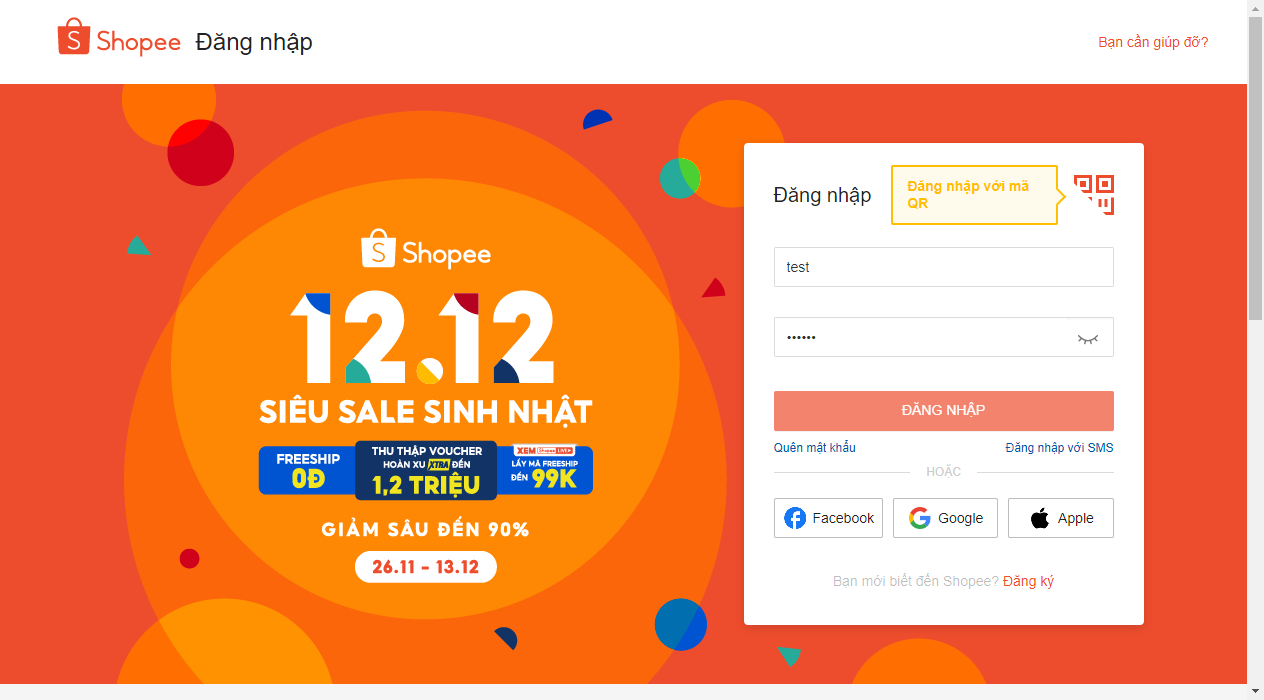 Shopee Đăng nhập
Bạn cần giúp đỡ?
Shopee
12.12
SIÊU SALE SINH NHẬT
FREESHIP
0Đ
THU THẬP VOUCHER
HOÀN XU XTRA ĐẾN
1,2 TRIỆU
XEM Shopee LIVE
LẤY MÃ FREESHIP
ĐẾN 99K
GIẢM SÂU ĐẾN 90%
26.11 - 13.12
Đăng nhập
Đăng nhập với mã
QR
test
••••••
ĐĂNG NHẬP
Quên mật khẩu
Đăng nhập với SMS
HOẶC
Facebook
Google
Apple
Bạn mới biết đến Shopee? Đăng ký